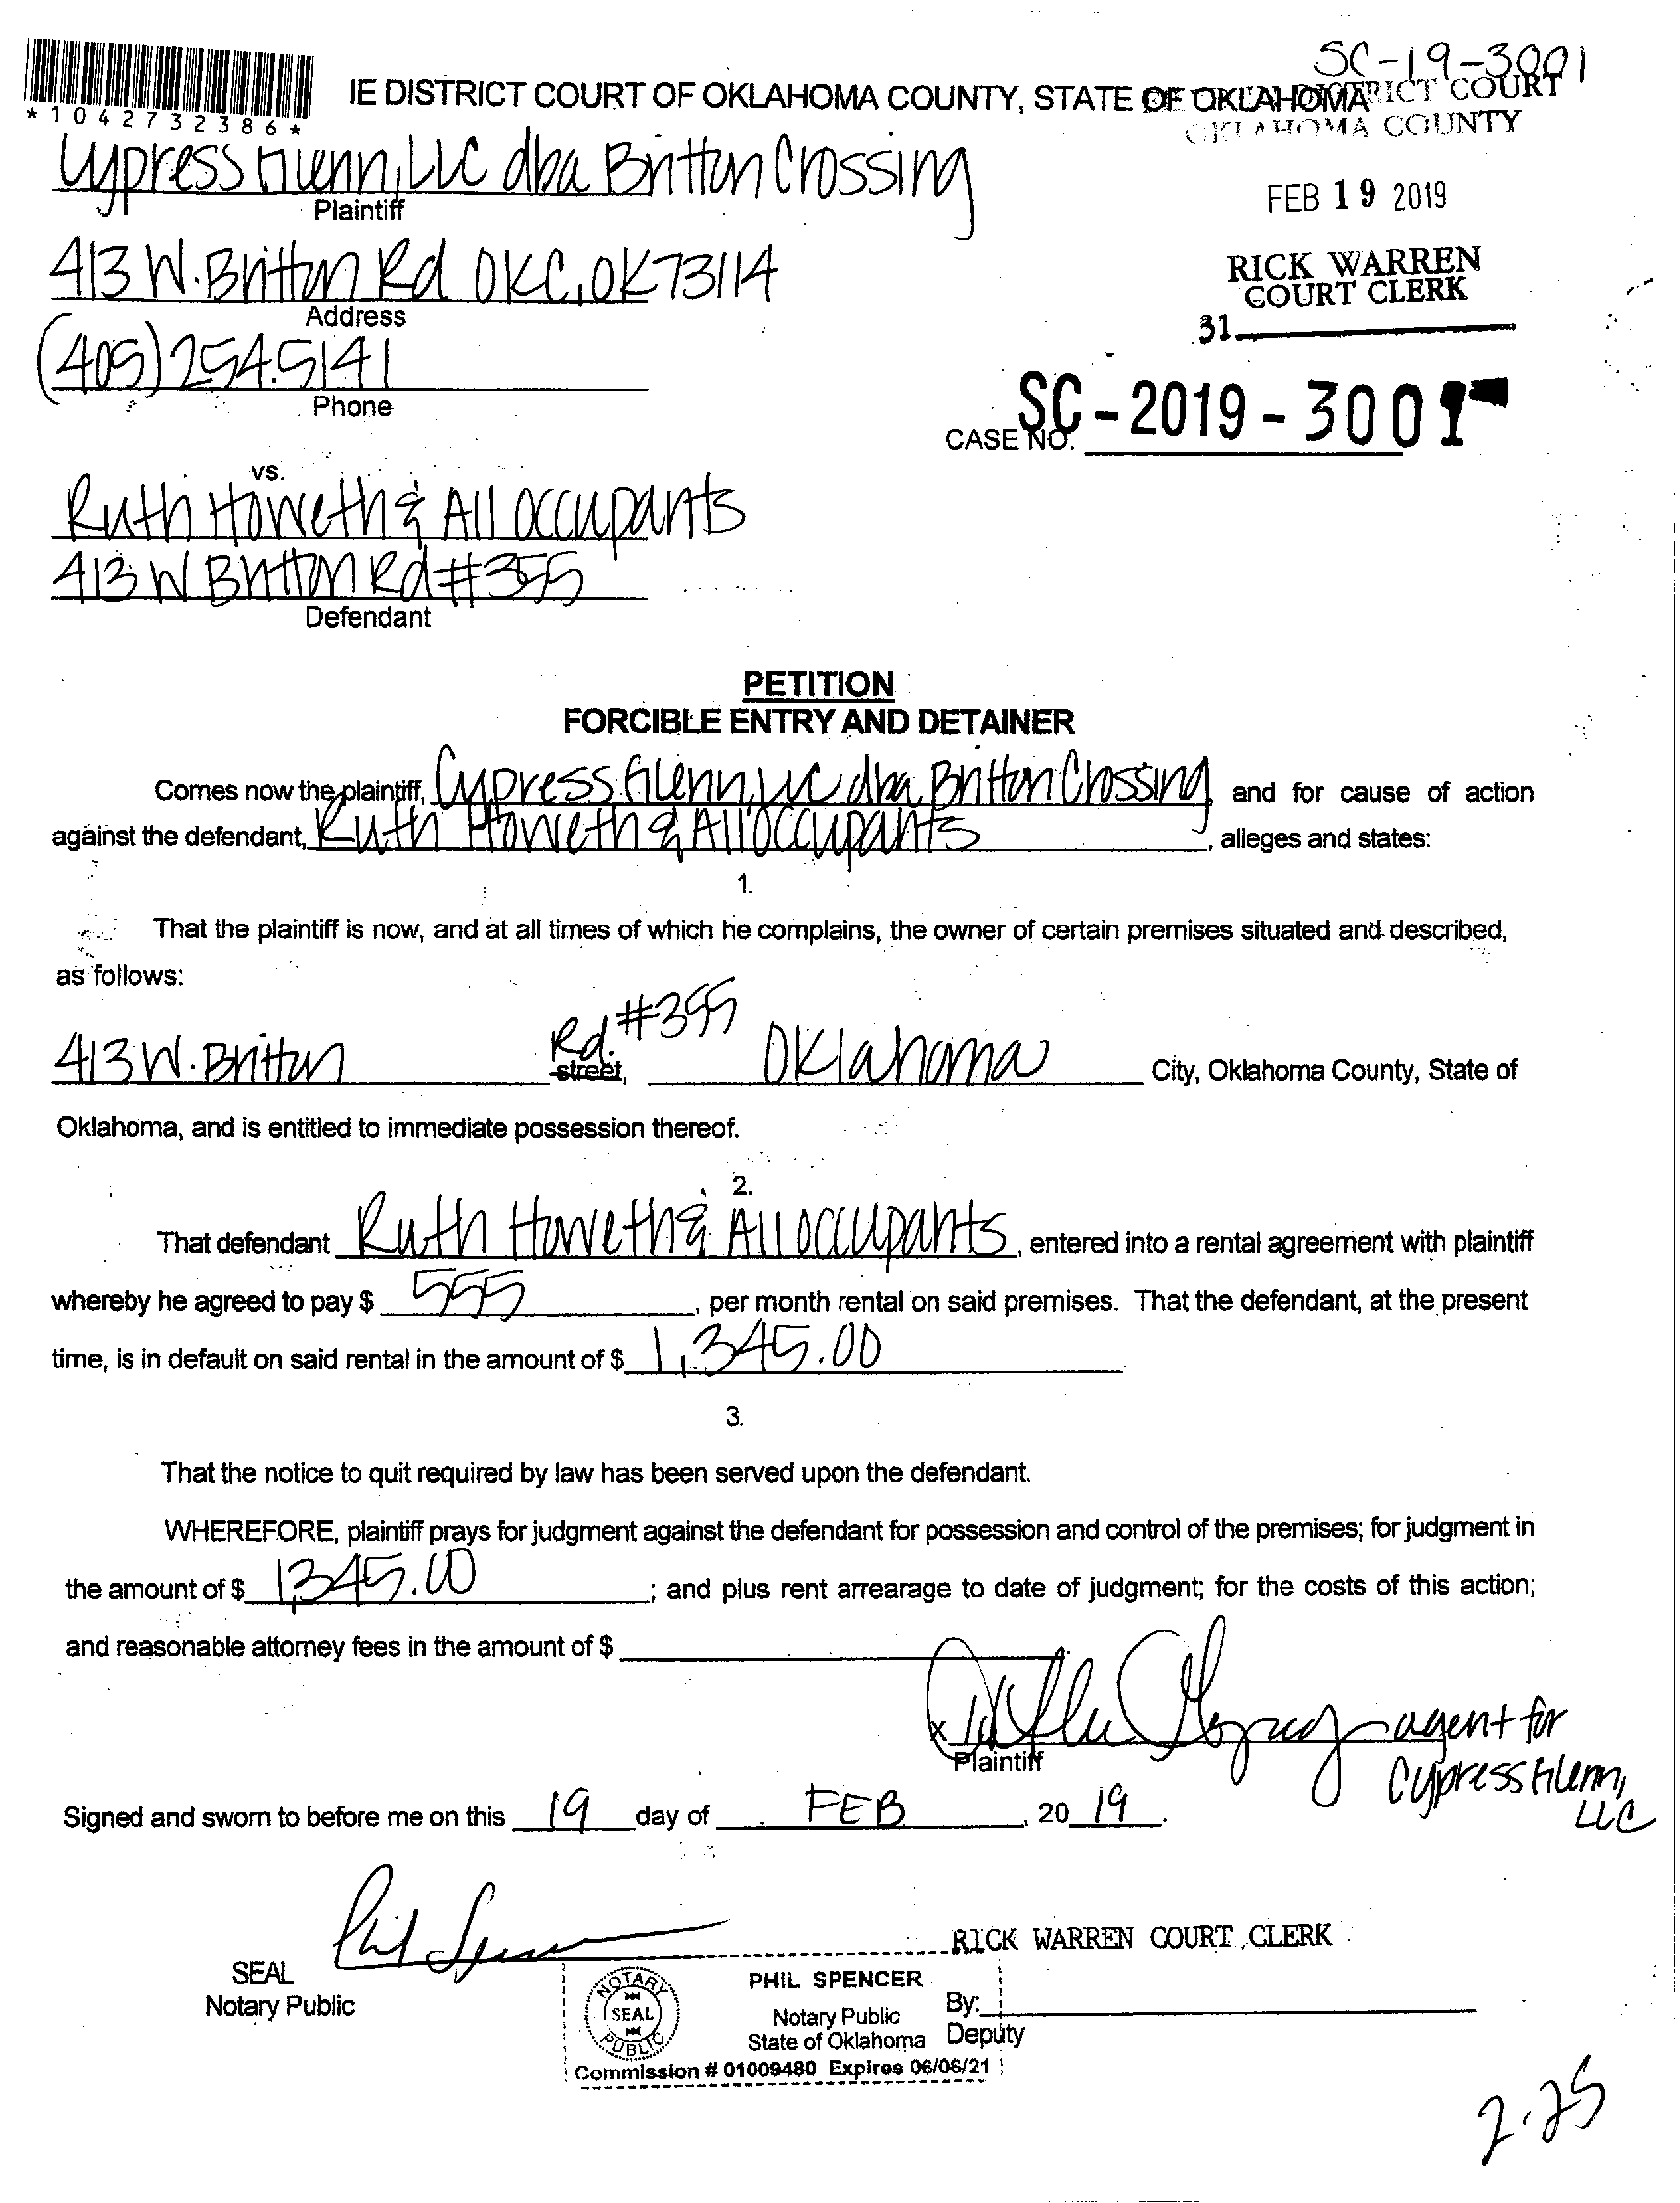 SC-19-3001
IE DISTRICT COURT OF OKLAHOMA COUNTY, STATE OF OKLAHOMA
DISTRICT COURT
OKLAHOMA COUNTY
*1042732386*
Cypress Glenn, LLC dba Britton Crossing
Plaintiff
FEB 19 2019
413 W. Britton Rd OKC, OK 73114
Address
RICK WARREN
COURT CLERK
31
(405) 254.5141
Phone
CASE NO. SC-2019-3001
vs.
Ruth Howeth & All occupants
413 W Britton Rd #355
Defendant
PETITION
FORCIBLE ENTRY AND DETAINER
Comes now the plaintiff, Cypress Glenn, LLC dba Britton Crossing and for cause of action
against the defendant, Ruth Howeth & All occupants, alleges and states:
1.
That the plaintiff is now, and at all times of which he complains, the owner of certain premises situated and described,
as follows:
413 W. Britton Rd. #355 street, Oklahoma City, Oklahoma County, State of
Oklahoma, and is entitled to immediate possession thereof.
2.
That defendant Ruth Howeth & All occupants, entered into a rental agreement with plaintiff
whereby he agreed to pay $ 555, per month rental on said premises. That the defendant, at the present
time, is in default on said rental in the amount of $ 1,345.00.
3.
That the notice to quit required by law has been served upon the defendant.
WHEREFORE, plaintiff prays for judgment against the defendant for possession and control of the premises; for judgment in
the amount of $ 1,345.00; and plus rent arrearage to date of judgment; for the costs of this action;
and reasonable attorney fees in the amount of $
x agent for
Plaintiff
Cypress Glenn,
LLC
Signed and sworn to before me on this 19 day of FEB, 20 19.
Phil Spencer
RICK WARREN COURT CLERK
SEAL
Notary Public
NOTARY
SEAL
PUBLIC
PHIL SPENCER
Notary Public
State of Oklahoma
Commission # 01009480 Expires 06/06/21
By:
Deputy
2.25